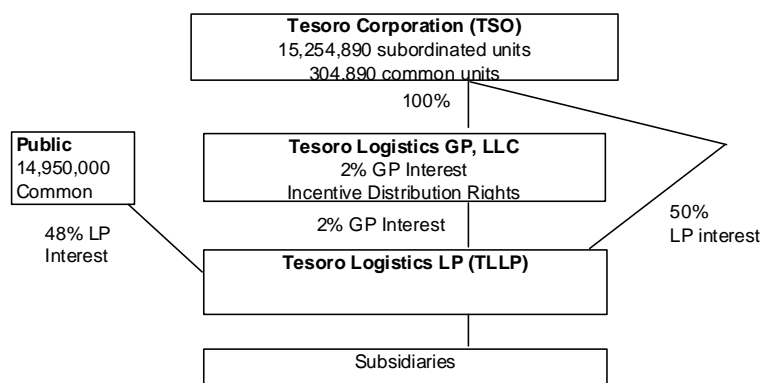 Tesoro Corporation (TSO)
15,254,890 subordinated units
304,890 common units
100%
Public
14,950,000
Common
Tesoro Logistics GP, LLC
2% GP Interest
Incentive Distribution Rights
48% LP
Interest
2% GP Interest
50%
LP interest
Tesoro Logistics LP (TLLP)
Subsidiaries